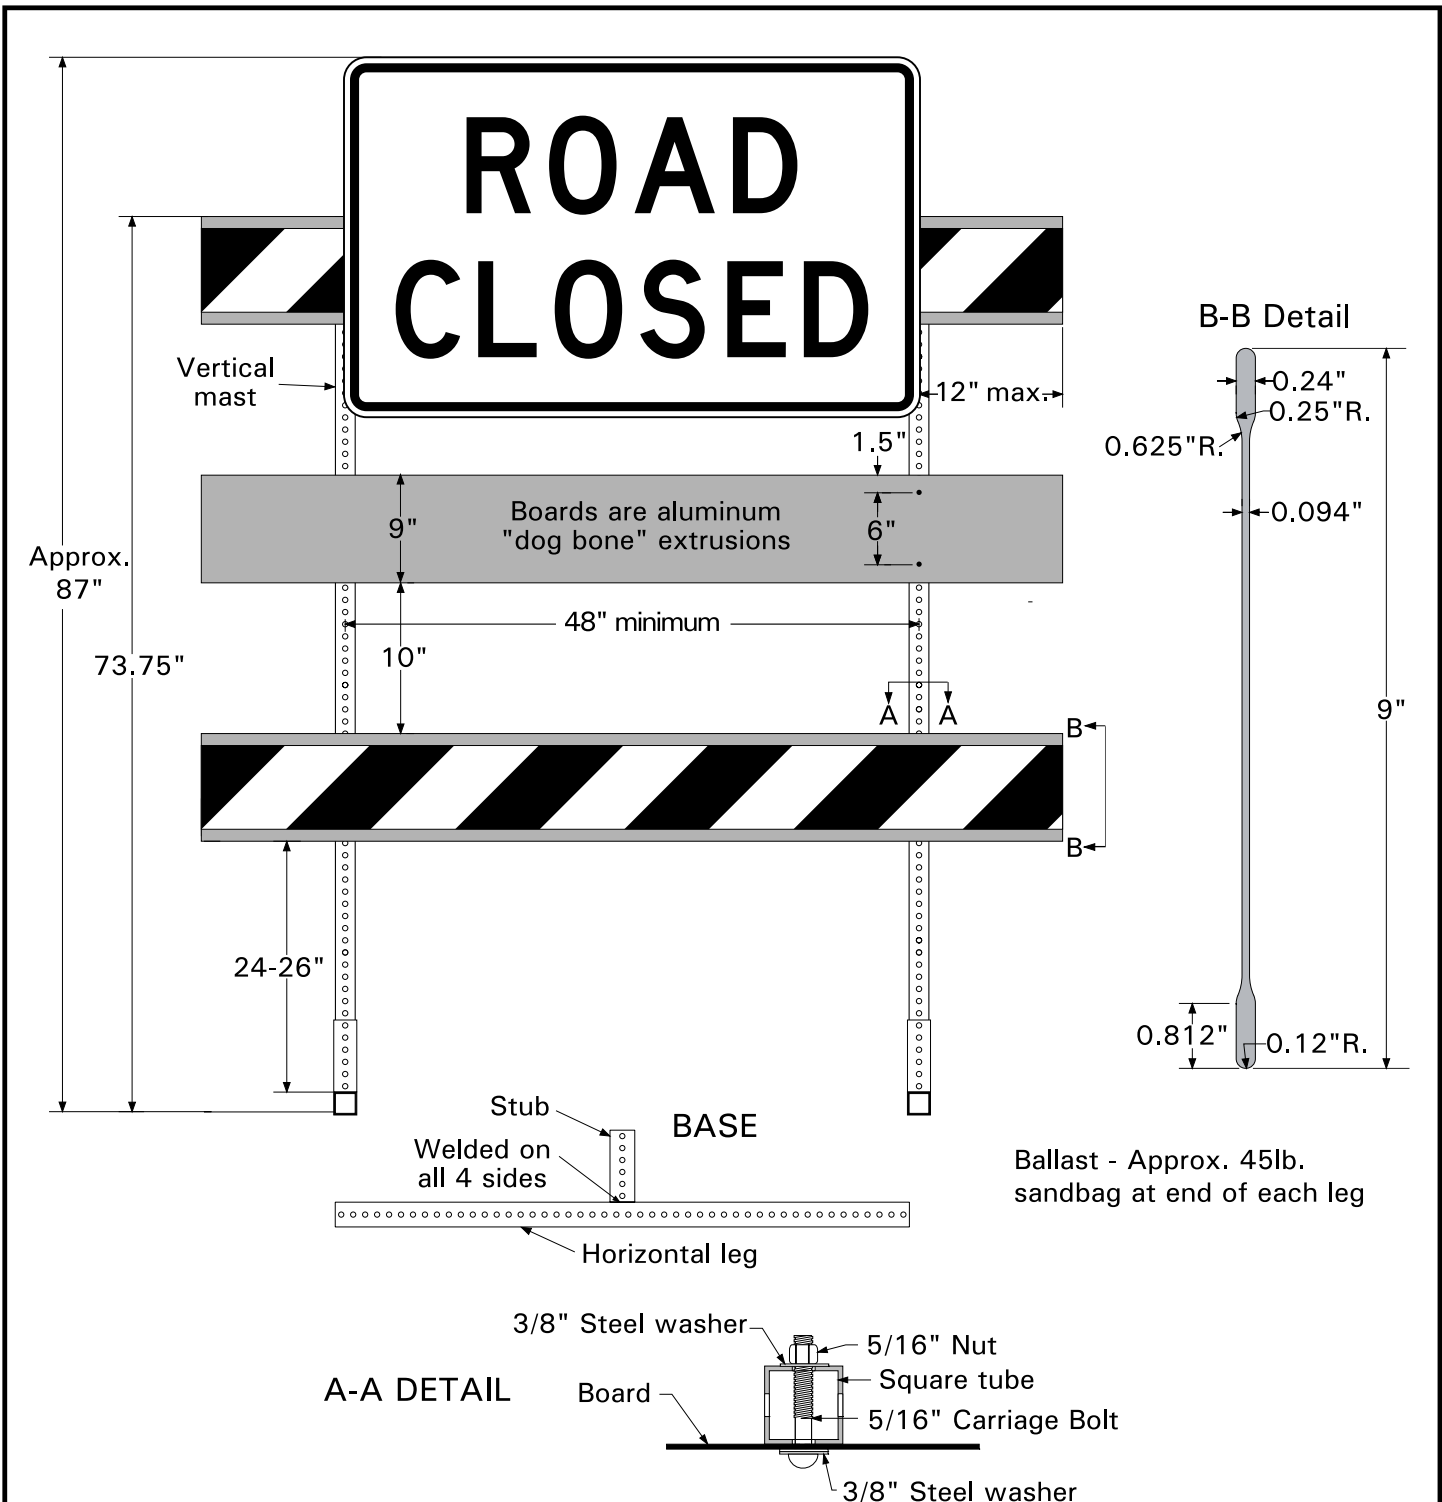 ROAD
CLOSED
Vertical
mast
12" max.
1.5"
Boards are aluminum
"dog bone" extrusions
9"
6"
Approx.
87"
48" minimum
10"
73.75"
A
A
B
B
24-26"
B-B Detail
0.24"
0.25"R.
0.625"R.
0.094"
9"
0.812"
0.12"R.
Stub
BASE
Welded on
all 4 sides
Horizontal leg
Ballast - Approx. 45lb.
sandbag at end of each leg
3/8" Steel washer
5/16" Nut
Square tube
A-A DETAIL
Board
5/16" Carriage Bolt
3/8" Steel washer